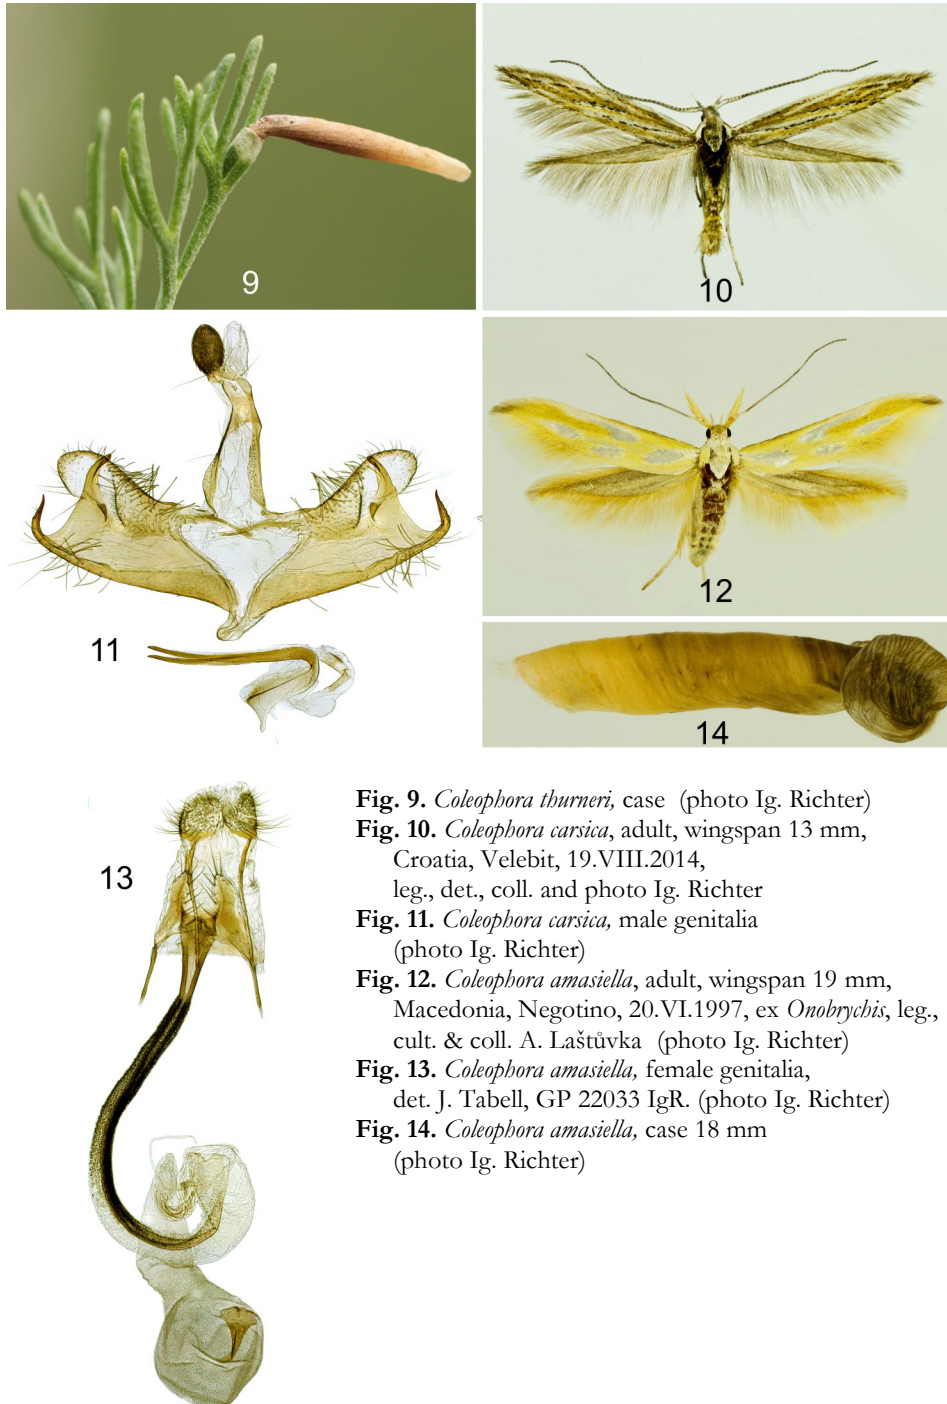 9
10
11
12
14
13
Fig. 9. Coleophora thurneri, case (photo Ig. Richter)
Fig. 10. Coleophora carsica, adult, wingspan 13 mm,
Croatia, Velebit, 19.VIII.2014,
leg., det., coll. and photo Ig. Richter
Fig. 11. Coleophora carsica, male genitalia
(photo Ig. Richter)
Fig. 12. Coleophora amasiella, adult, wingspan 19 mm,
Macedonia, Negotino, 20.VI.1997, ex Onobrychis, leg.,
cult. & coll. A. Laštůvka (photo Ig. Richter)
Fig. 13. Coleophora amasiella, female genitalia,
det. J. Tabell, GP 22033 IgR. (photo Ig. Richter)
Fig. 14. Coleophora amasiella, case 18 mm
(photo Ig. Richter)